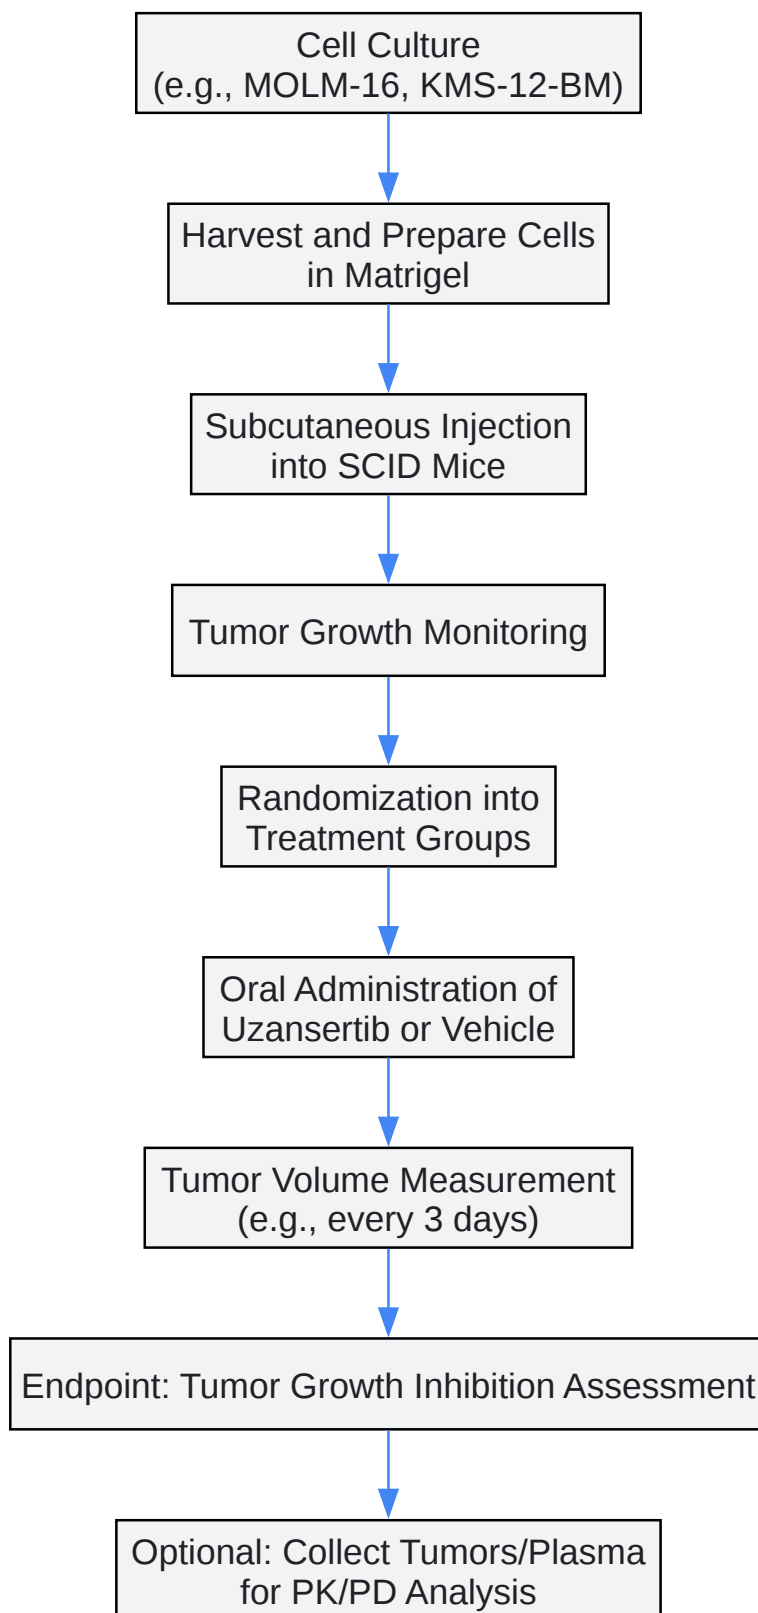 Cell Culture
(e.g., MOLM-16, KMS-12-BM)
Harvest and Prepare Cells
in Matrigel
Subcutaneous Injection
into SCID Mice
Tumor Growth Monitoring
Randomization into
Treatment Groups
Oral Administration of
Uzansertib or Vehicle
Tumor Volume Measurement
(e.g., every 3 days)
Endpoint: Tumor Growth Inhibition Assessment
Optional: Collect Tumors/Plasma
for PK/PD Analysis